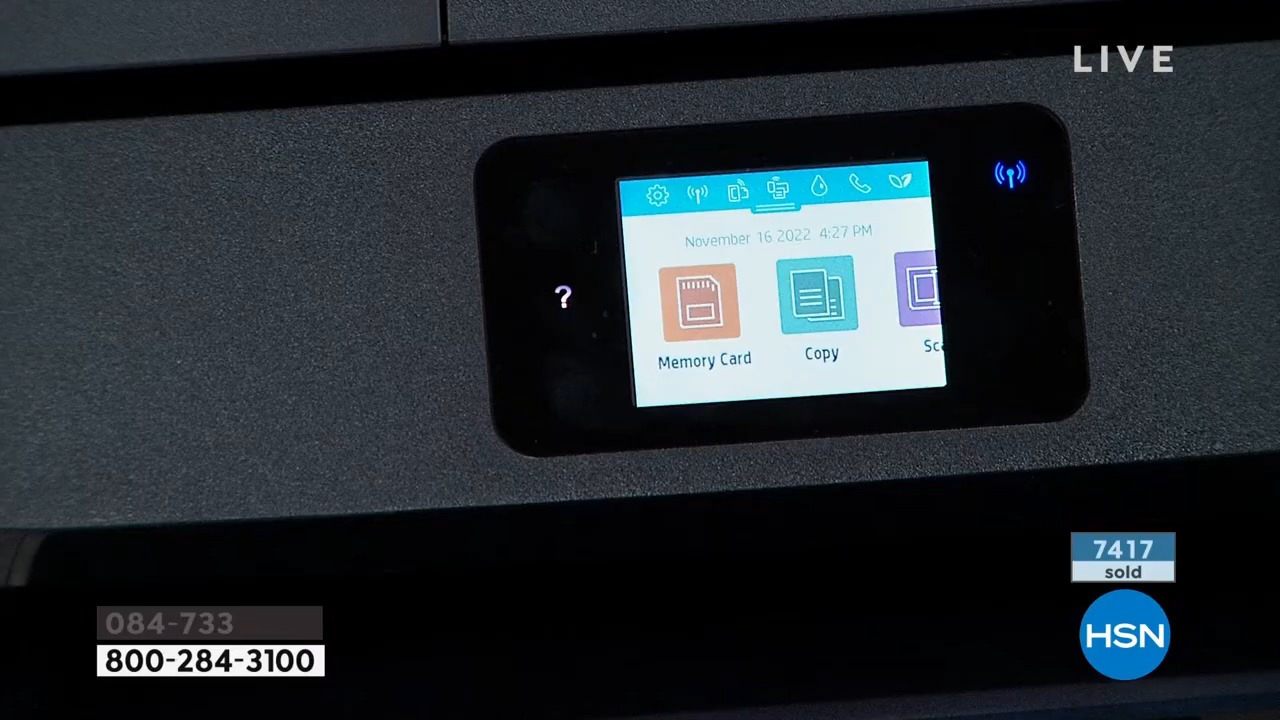 LIVE
November 16 2022 4:27 PM
?
Memory Card
Copy
Sc
7417
sold
084-733
HSN
800-284-3100